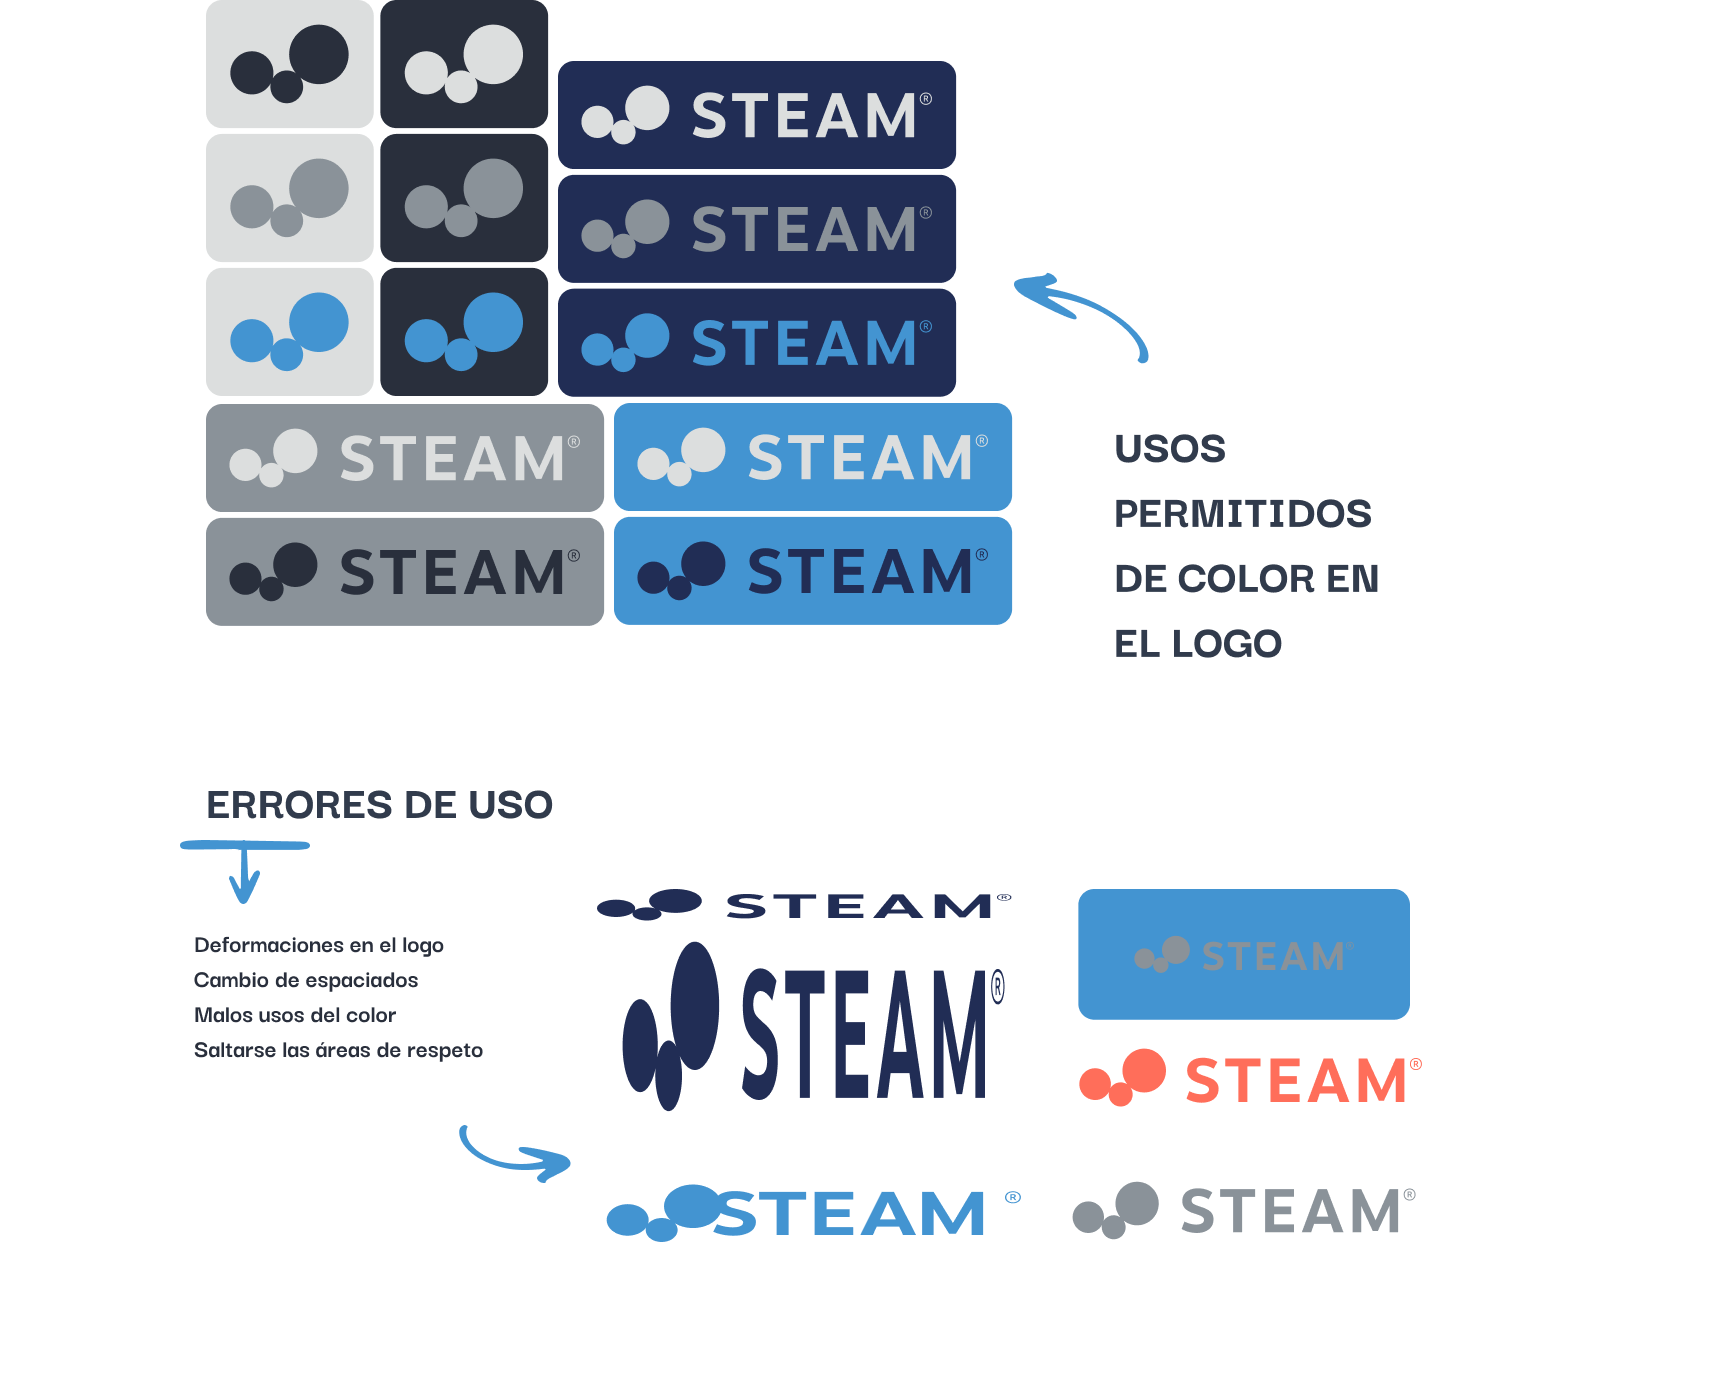 STEAM®
STEAM®
STEAM®
STEAM®
STEAM®
STEAM®
STEAM®
USOS
PERMITIDOS
DE COLOR EN
EL LOGO
ERRORES DE USO
Deformaciones en el logo
Cambio de espaciados
Malos usos del color
Saltarse las áreas de respeto
STEAM®
STEAM®
STEAM®
STEAM®
STEAM ®
STEAM®